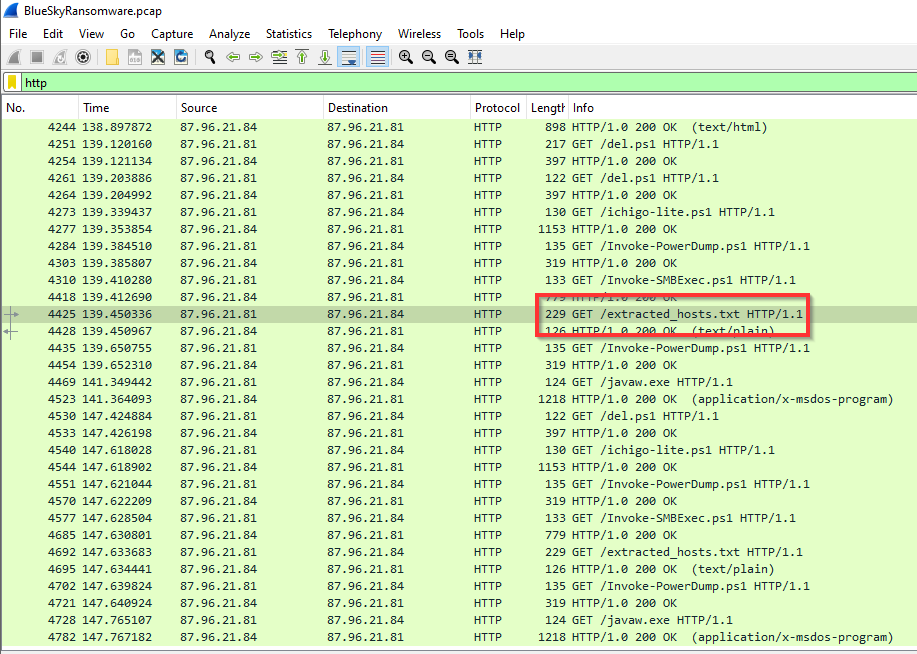 BlueSkyRansomware.pcap
File Edit View Go Capture Analyze Statistics Telephony Wireless Tools Help
http
No. Time Source Destination Protocol Length Info
4244 138.897872 87.96.21.84 87.96.21.81 HTTP 898 HTTP/1.0 200 OK (text/html)
4251 139.120160 87.96.21.81 87.96.21.84 HTTP 217 GET /del.ps1 HTTP/1.1
4254 139.121134 87.96.21.84 87.96.21.81 HTTP 397 HTTP/1.0 200 OK
4261 139.203886 87.96.21.81 87.96.21.84 HTTP 122 GET /del.ps1 HTTP/1.1
4264 139.204992 87.96.21.84 87.96.21.81 HTTP 397 HTTP/1.0 200 OK
4273 139.339437 87.96.21.81 87.96.21.84 HTTP 130 GET /ichigo-lite.ps1 HTTP/1.1
4277 139.353854 87.96.21.84 87.96.21.81 HTTP 1153 HTTP/1.0 200 OK
4284 139.384510 87.96.21.81 87.96.21.84 HTTP 135 GET /Invoke-PowerDump.ps1 HTTP/1.1
4303 139.385807 87.96.21.84 87.96.21.81 HTTP 319 HTTP/1.0 200 OK
4310 139.410280 87.96.21.81 87.96.21.84 HTTP 133 GET /Invoke-SMBExec.ps1 HTTP/1.1
4418 139.412690 87.96.21.84 87.96.21.81 HTTP 779 HTTP/1.0 200 OK
4425 139.450336 87.96.21.81 87.96.21.84 HTTP 229 GET /extracted_hosts.txt HTTP/1.1
4428 139.450967 87.96.21.84 87.96.21.81 HTTP 126 HTTP/1.0 200 OK (text/plain)
4435 139.650755 87.96.21.81 87.96.21.84 HTTP 135 GET /Invoke-PowerDump.ps1 HTTP/1.1
4454 139.652310 87.96.21.84 87.96.21.81 HTTP 319 HTTP/1.0 200 OK
4469 141.349442 87.96.21.81 87.96.21.84 HTTP 124 GET /javaw.exe HTTP/1.1
4523 141.364093 87.96.21.84 87.96.21.81 HTTP 1218 HTTP/1.0 200 OK (application/x-msdos-program)
4530 147.424884 87.96.21.81 87.96.21.84 HTTP 122 GET /del.ps1 HTTP/1.1
4533 147.426198 87.96.21.84 87.96.21.81 HTTP 397 HTTP/1.0 200 OK
4540 147.618028 87.96.21.81 87.96.21.84 HTTP 130 GET /ichigo-lite.ps1 HTTP/1.1
4544 147.618902 87.96.21.84 87.96.21.81 HTTP 1153 HTTP/1.0 200 OK
4551 147.621044 87.96.21.81 87.96.21.84 HTTP 135 GET /Invoke-PowerDump.ps1 HTTP/1.1
4570 147.622209 87.96.21.84 87.96.21.81 HTTP 319 HTTP/1.0 200 OK
4577 147.628504 87.96.21.81 87.96.21.84 HTTP 133 GET /Invoke-SMBExec.ps1 HTTP/1.1
4685 147.630801 87.96.21.84 87.96.21.81 HTTP 779 HTTP/1.0 200 OK
4692 147.633683 87.96.21.81 87.96.21.84 HTTP 229 GET /extracted_hosts.txt HTTP/1.1
4695 147.634441 87.96.21.84 87.96.21.81 HTTP 126 HTTP/1.0 200 OK (text/plain)
4702 147.639824 87.96.21.81 87.96.21.84 HTTP 135 GET /Invoke-PowerDump.ps1 HTTP/1.1
4721 147.640924 87.96.21.84 87.96.21.81 HTTP 319 HTTP/1.0 200 OK
4728 147.765107 87.96.21.81 87.96.21.84 HTTP 124 GET /javaw.exe HTTP/1.1
4782 147.767182 87.96.21.84 87.96.21.81 HTTP 1218 HTTP/1.0 200 OK (application/x-msdos-program)